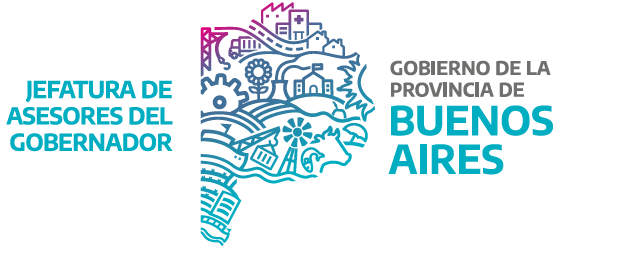 JEFATURA DE
ASESORES DEL
GOBERNADOR
GOBIERNO DE LA
PROVINCIA DE
BUENOS
AIRES